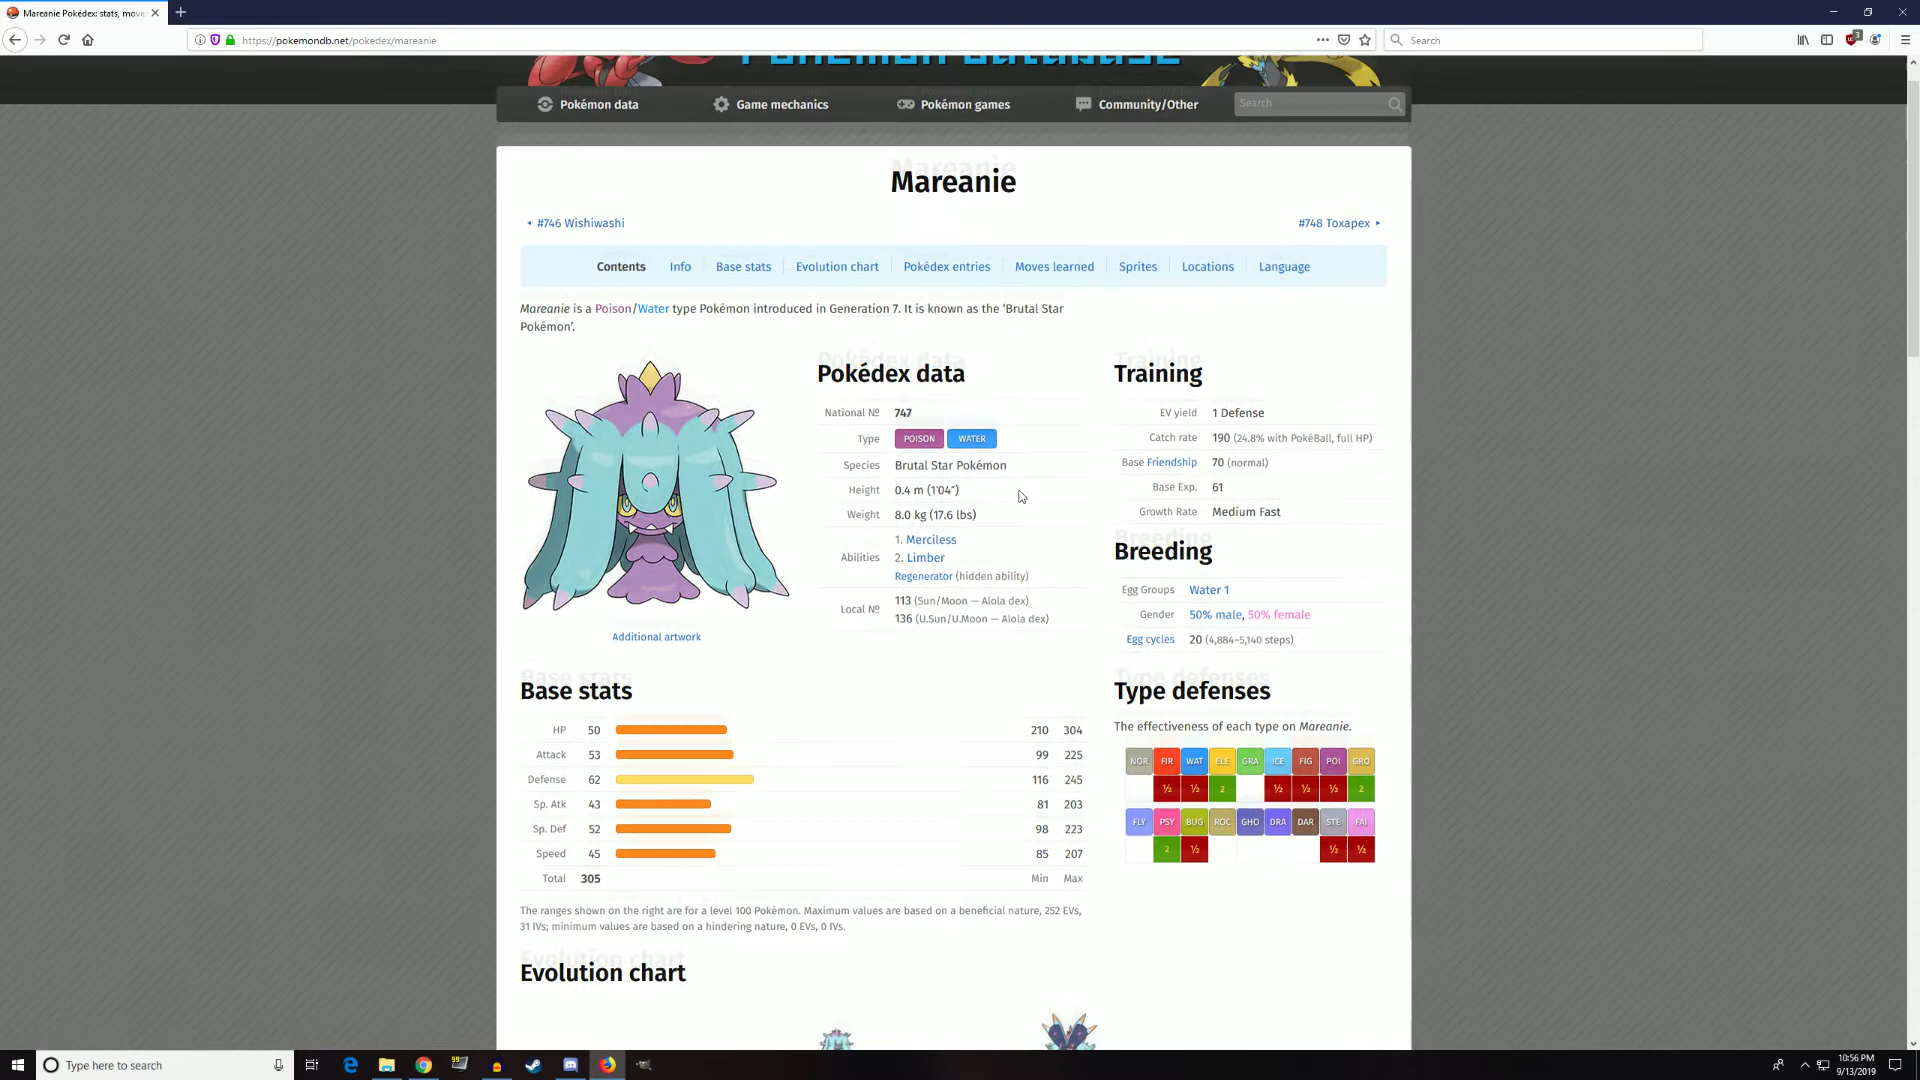 Mareanie Pokédex: stats, move
https://pokemondb.net/pokedex/mareanie
Search
Pokémon Database
Pokémon data
Game mechanics
Pokémon games
Community/Other
Search
Mareanie
#746 Wishiwashi
#748 Toxapex
Contents Info Base stats Evolution chart Pokédex entries Moves learned Sprites Locations Language
Mareanie is a Poison/Water type Pokémon introduced in Generation 7. It is known as the ‘Brutal Star
Pokémon’.
Additional artwork
Pokédex data
National № 747
Type POISON WATER
Species Brutal Star Pokémon
Height 0.4 m (1′04″)
Weight 8.0 kg (17.6 lbs)
Abilities
1. Merciless
2. Limber
Regenerator (hidden ability)
Local №
113 (Sun/Moon — Alola dex)
136 (U.Sun/U.Moon — Alola dex)
Training
EV yield 1 Defense
Catch rate 190 (24.8% with PokéBall, full HP)
Base Friendship 70 (normal)
Base Exp. 61
Growth Rate Medium Fast
Breeding
Egg Groups Water 1
Gender 50% male, 50% female
Egg cycles 20 (4,884–5,140 steps)
Base stats
HP 50 210 304
Attack 53 99 225
Defense 62 116 245
Sp. Atk 43 81 203
Sp. Def 52 98 223
Speed 45 85 207
Total 305 Min Max
The ranges shown on the right are for a level 100 Pokémon. Maximum values are based on a beneficial nature, 252 EVs,
31 IVs; minimum values are based on a hindering nature, 0 EVs, 0 IVs.
Type defenses
The effectiveness of each type on Mareanie.
NOR FIR WAT ELE GRA ICE FIG POI GRO
½ ½ 2 ½ ½ ½ 2
FLY PSY BUG ROC GHO DRA DAR STE FAI
2 ½ ½ ½
Evolution chart
Type here to search
10:56 PM
9/13/2019